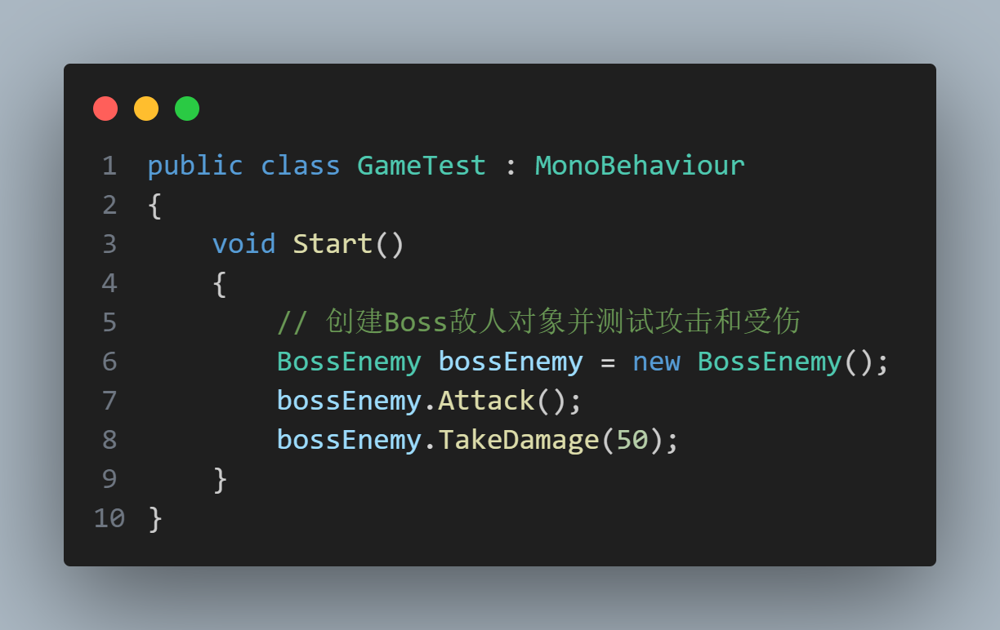 1 public class GameTest : MonoBehaviour
2 {
3     void Start()
4     {
5         // 创建Boss敌人对象并测试攻击和受伤
6         BossEnemy bossEnemy = new BossEnemy();
7         bossEnemy.Attack();
8         bossEnemy.TakeDamage(50);
9     }
10 }